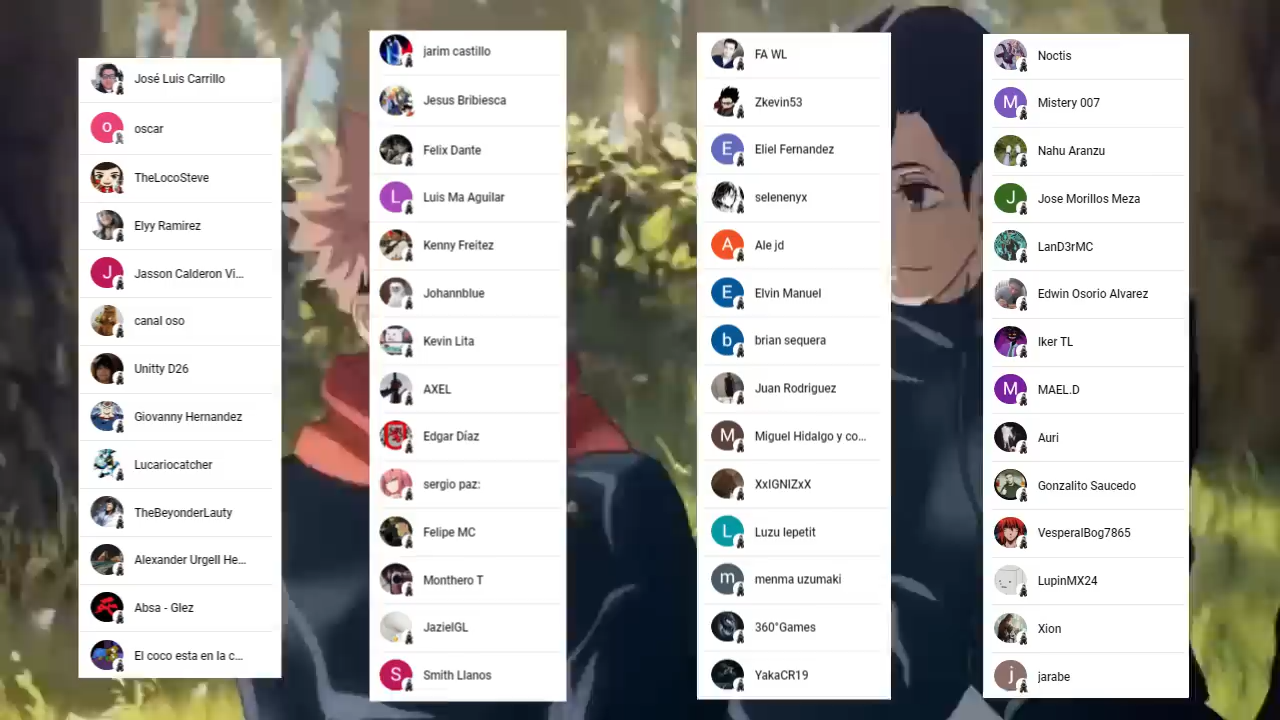 José Luis Carrillo
oscar
TheLocoSteve
Elyy Ramirez
Jasson Calderon Vi...
canal oso
Unitty D26
Giovanny Hernandez
Lucariocatcher
TheBeyonderLauty
Alexander Urgell He...
Absa - Glez
El coco esta en la c...
jarim castillo
Jesus Bribiesca
Felix Dante
Luis Ma Aguilar
Kenny Freitez
Johannblue
Kevin Lita
AXEL
Edgar Díaz
sergio paz:
Felipe MC
Monthero T
JazielGL
Smith Llanos
FA WL
Zkevin53
Eliel Fernandez
selenenyx
Ale jd
Elvin Manuel
brian sequera
Juan Rodriguez
Miguel Hidalgo y co...
XxIGNIZxX
Luzu lepetit
menma uzumaki
360°Games
YakaCR19
Noctis
Mistery 007
Nahu Aranzu
Jose Morillos Meza
LanD3rMC
Edwin Osorio Alvarez
Iker TL
MAEL.D
Auri
Gonzalito Saucedo
VesperalBog7865
LupinMX24
Xion
jarabe